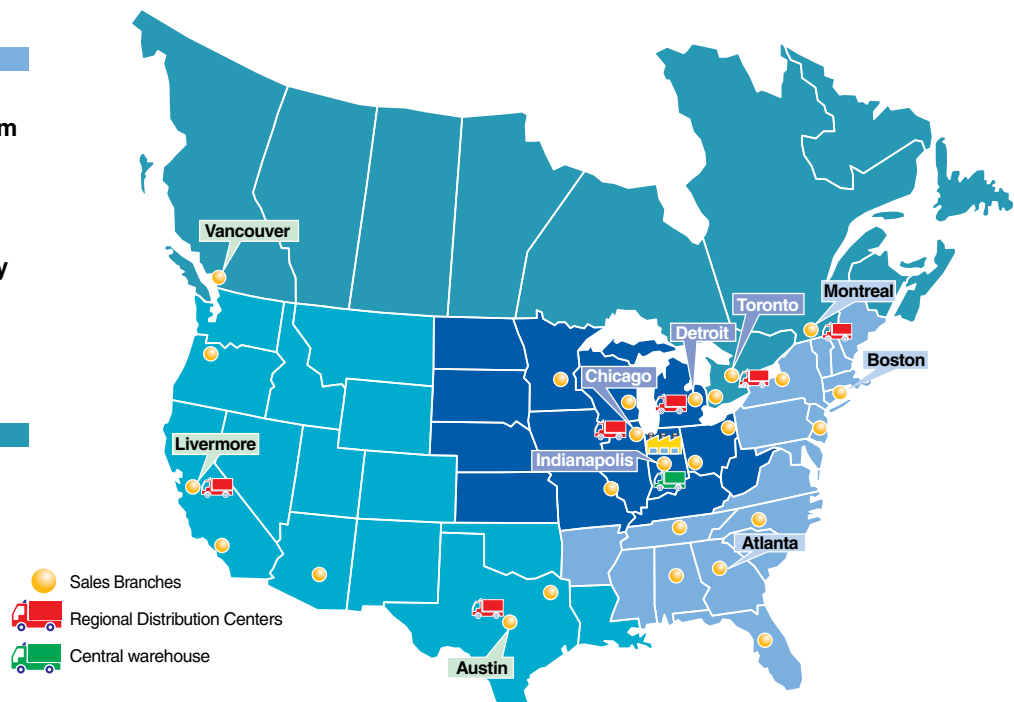 m
y
Vancouver
Montreal
Toronto
Detroit
Boston
Chicago
Livermore
Indianapolis
Atlanta
Sales Branches
Regional Distribution Centers
Central warehouse
Austin